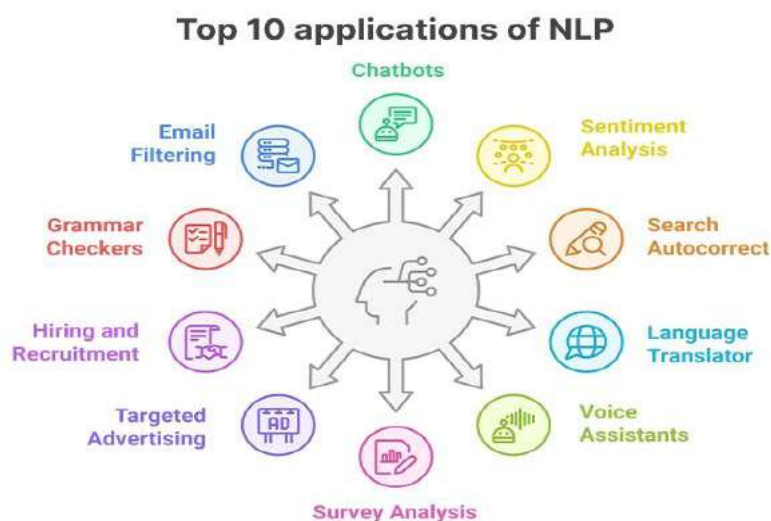 Top 10 applications of NLP
Chatbots
Sentiment
Analysis
Search
Autocorrect
Language
Translator
Voice
Assistants
Survey Analysis
Targeted
Advertising
AD
Hiring and
Recruitment
Grammar
Checkers
Email
Filtering